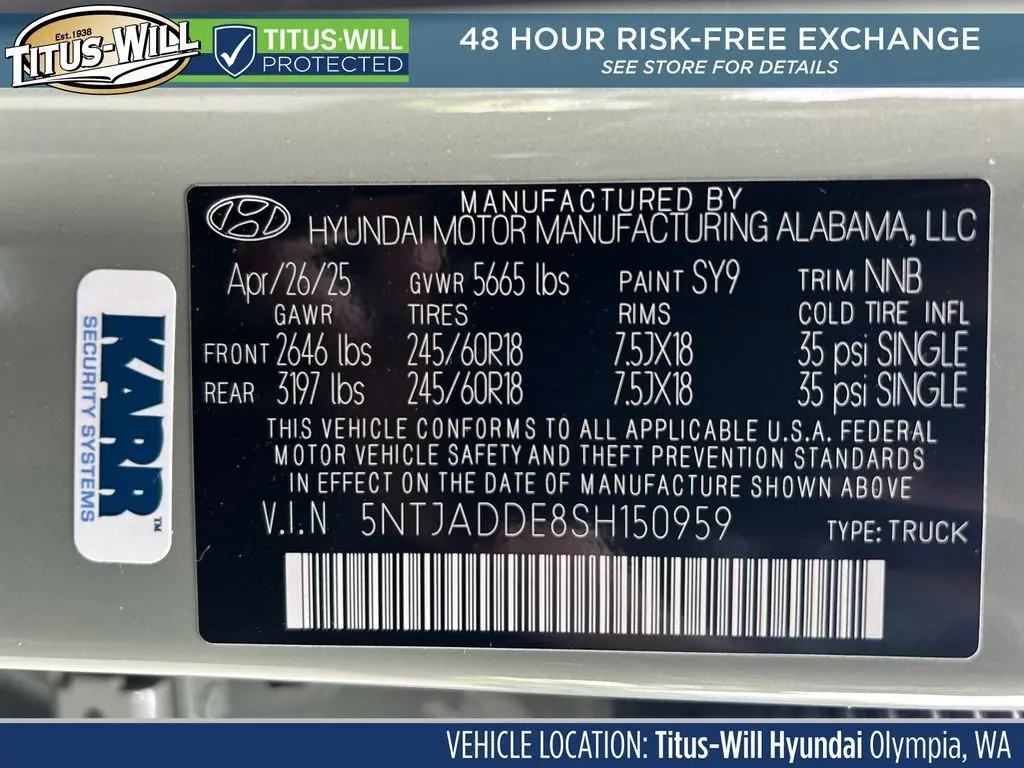 Est.1938
TITUS-WILL
TITUS-WILL
PROTECTED
48 HOUR RISK-FREE EXCHANGE
SEE STORE FOR DETAILS
MANUFACTURED BY
HYUNDAI MOTOR MANUFACTURING ALABAMA, LLC
Apr/26/25 GVWR 5665 lbs PAINT SY9 TRIM NNB
GAWR TIRES RIMS COLD TIRE INFL
FRONT 2646 lbs 245/60R18 7.5JX18 35 psi SINGLE
REAR 3197 lbs 245/60R18 7.5JX18 35 psi SINGLE
THIS VEHICLE CONFORMS TO ALL APPLICABLE U.S.A. FEDERAL
MOTOR VEHICLE SAFETY AND THEFT PREVENTION STANDARDS
IN EFFECT ON THE DATE OF MANUFACTURE SHOWN ABOVE
V.I.N 5NTJADDE8SH150959 TYPE: TRUCK
KARR™
SECURITY SYSTEMS
VEHICLE LOCATION: Titus-Will Hyundai Olympia, WA